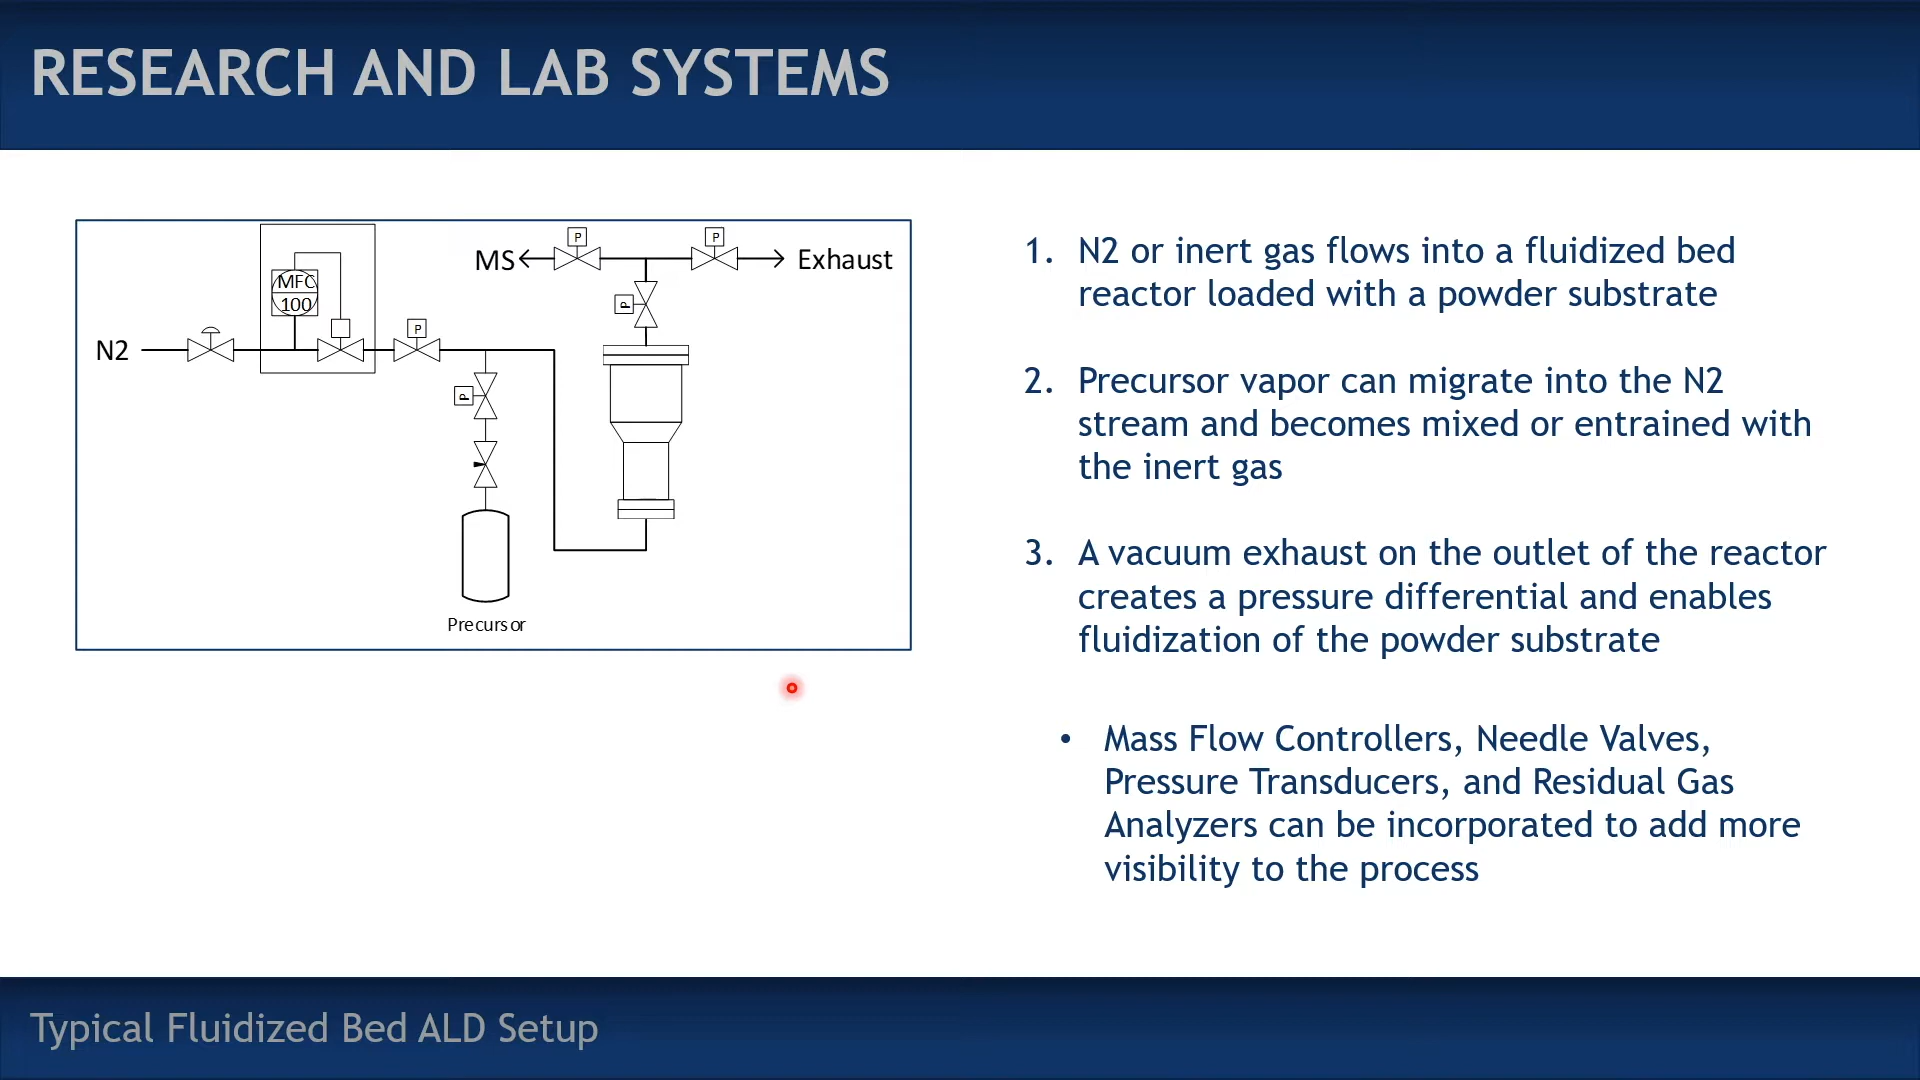 RESEARCH AND LAB SYSTEMS
MS
P
P
Exhaust
MFC
100
P
N2
P
P
Precursor
1. N2 or inert gas flows into a fluidized bed
reactor loaded with a powder substrate
2. Precursor vapor can migrate into the N2
stream and becomes mixed or entrained with
the inert gas
3. A vacuum exhaust on the outlet of the reactor
creates a pressure differential and enables
fluidization of the powder substrate
• Mass Flow Controllers, Needle Valves,
Pressure Transducers, and Residual Gas
Analyzers can be incorporated to add more
visibility to the process
Typical Fluidized Bed ALD Setup